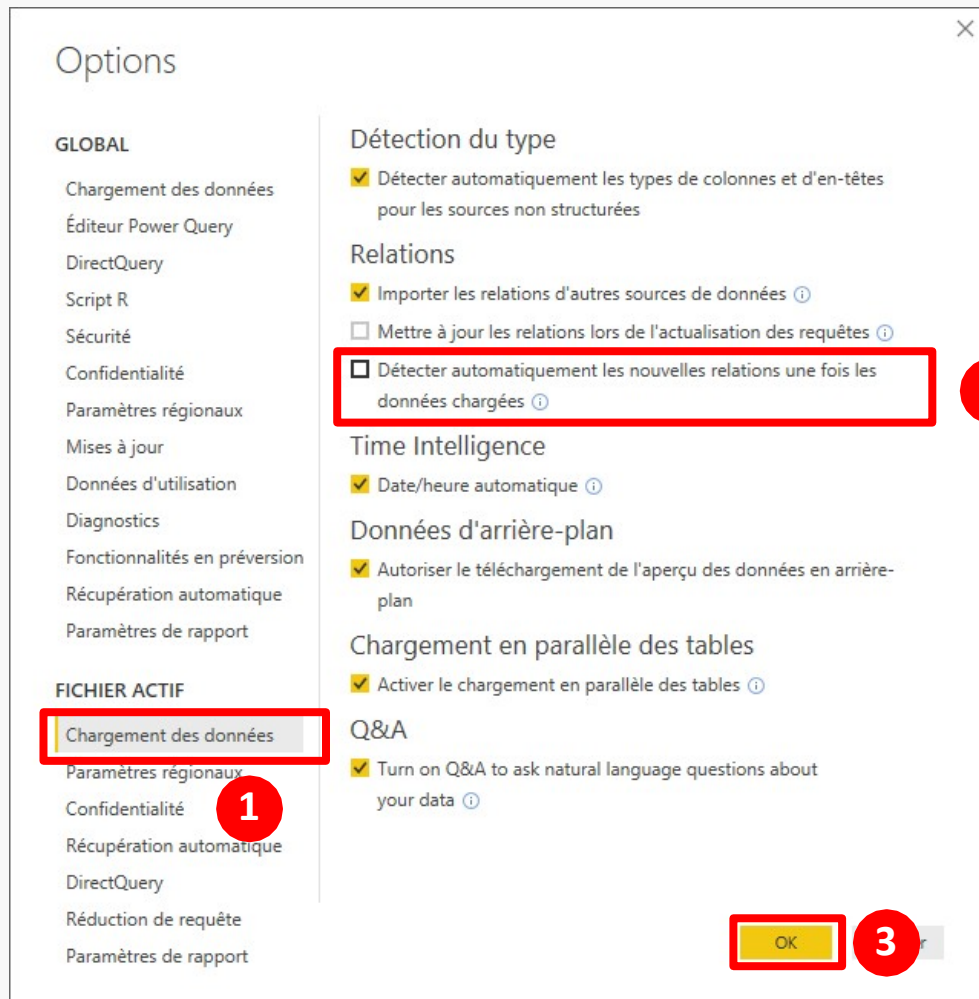 Options
GLOBAL
Chargement des données
Éditeur Power Query
DirectQuery
Script R
Sécurité
Confidentialité
Paramètres régionaux
Mises à jour
Données d'utilisation
Diagnostics
Fonctionnalités en préversion
Récupération automatique
Paramètres de rapport
FICHIER ACTIF
Chargement des données
Paramètres régionaux
Confidentialité
1
Récupération automatique
DirectQuery
Réduction de requête
Paramètres de rapport
Détection du type
Détecter automatiquement les types de colonnes et d'en-têtes
pour les sources non structurées
Relations
Importer les relations d'autres sources de données
Mettre à jour les relations lors de l'actualisation des requêtes
Détecter automatiquement les nouvelles relations une fois les
données chargées
Time Intelligence
Date/heure automatique
Données d'arrière-plan
Autoriser le téléchargement de l'aperçu des données en arrière-
plan
Chargement en parallèle des tables
Activer le chargement en parallèle des tables
Q&A
Turn on Q&A to ask natural language questions about
your data
OK
3